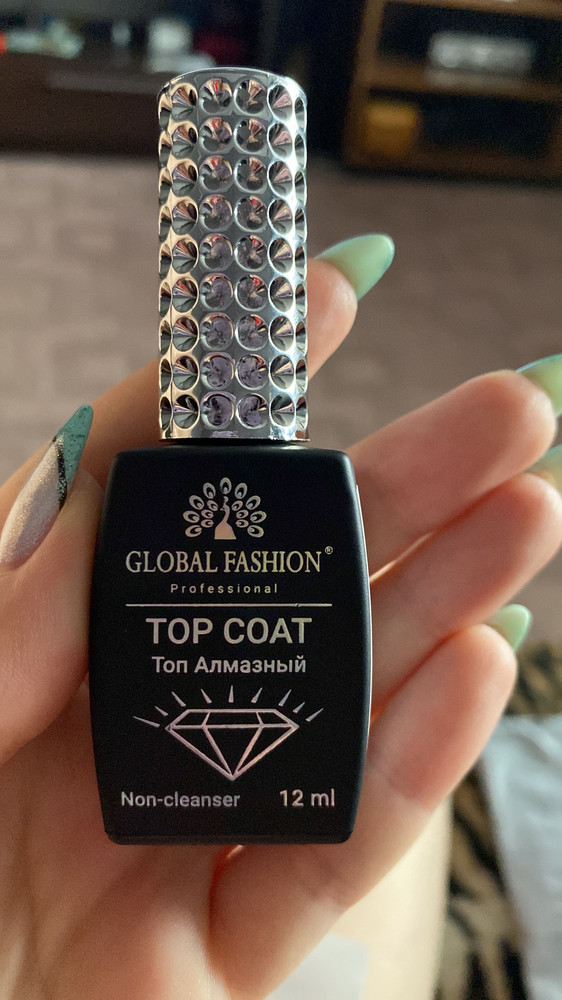 GLOBAL FASHION®
Professional
TOP COAT
Топ Алмазный
Non-cleanser 12 ml